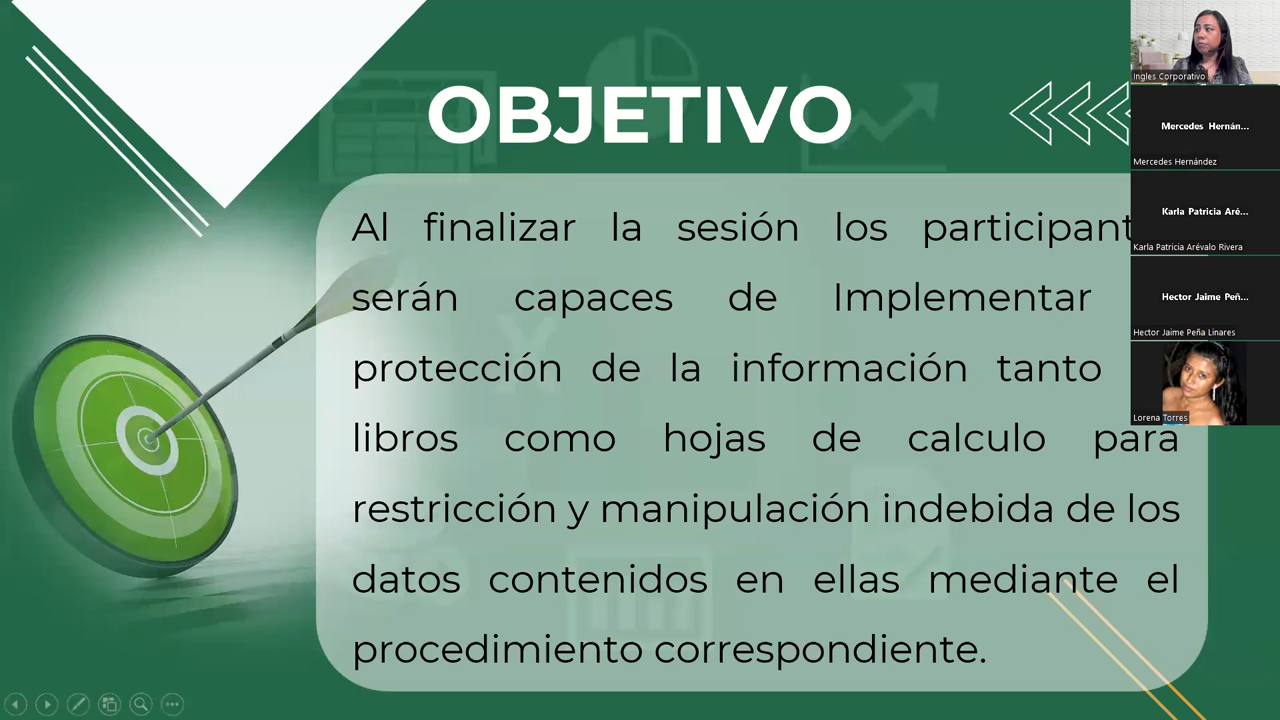 OBJETIVO
Al finalizar la sesión los participant
serán capaces de Implementar
protección de la información tanto
libros como hojas de calculo para
restricción y manipulación indebida de los
datos contenidos en ellas mediante el
procedimiento correspondiente.
Ingles Corporativo
Mercedes Hernán...
Mercedes Hernández
Karla Patricia Aré...
Karla Patricia Arévalo Rivera
Hector Jaime Peñ...
Hector Jaime Peña Linares
Lorena Torres